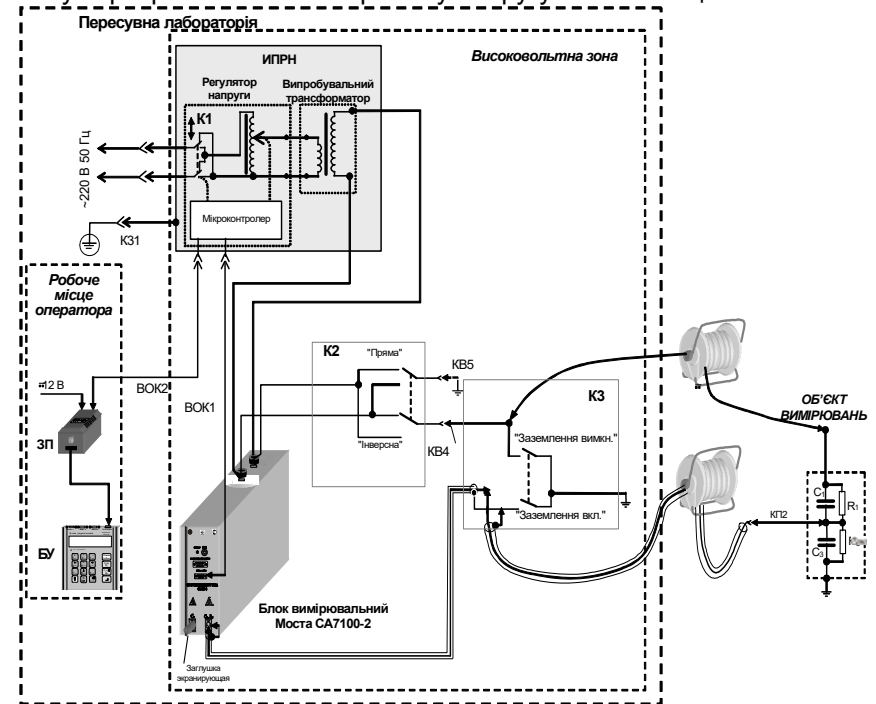 Пересувна лабораторія
ИПРН
Високовольтна зона
Регулятор
напруги
Випробувальний
трансформатор
К1
~220 В 50 Гц
Мікроконтролер
К31
Робоче
місце
оператора
К2
"Пряма"
КВ5
К3
12 В
ВОК2
ВОК1
ОБ’ЄКТ
ВИМІРЮВАНЬ
"Заземлення вимкн."
ЗП
"Інверсна"
КВ4
C1
R1
КП2
"Заземлення вкл."
C3
БУ
Блок вимірювальний
Моста СА7100-2
Заглушка
экранирующая